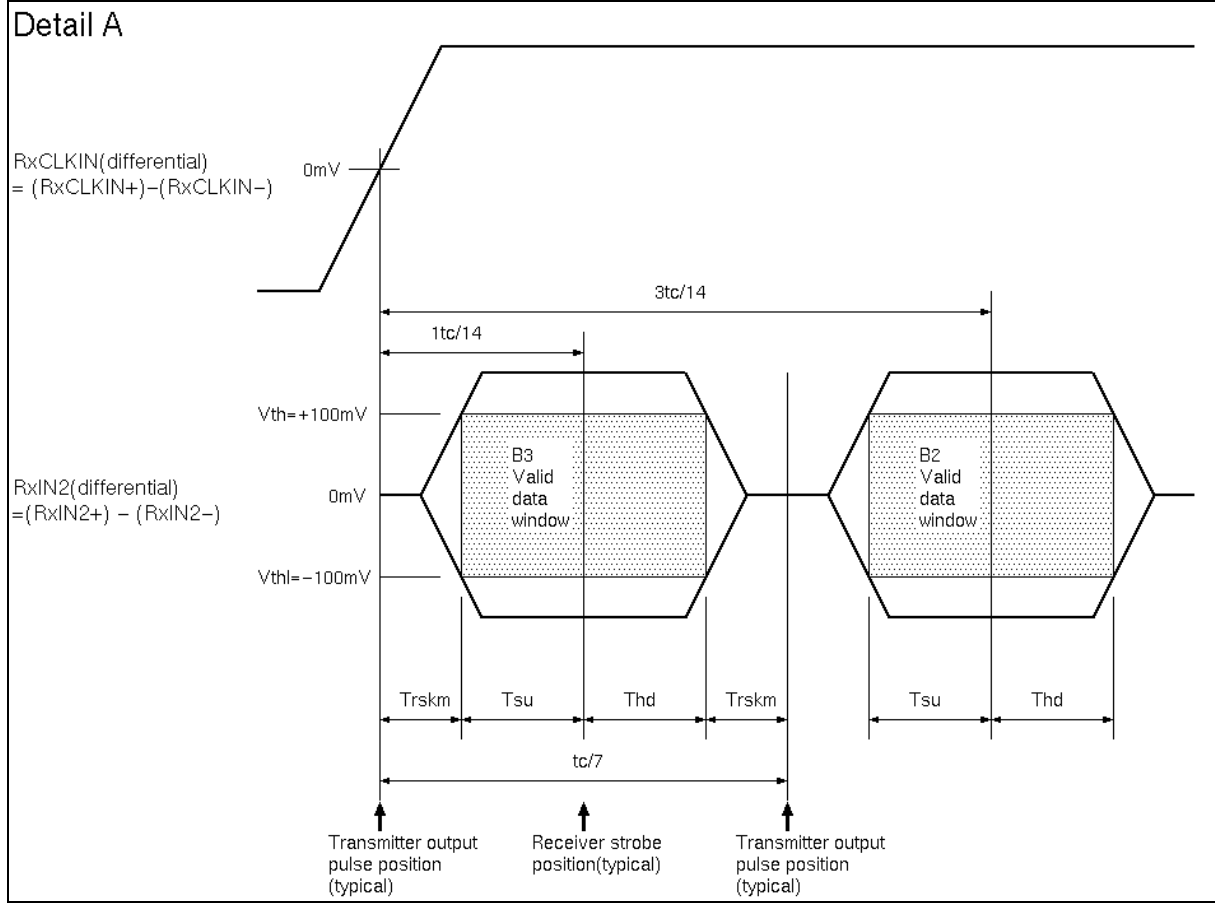 Detail A
RxCLKIN(differential)
= (RxCLKIN+)−(RxCLKIN−)
0mV
3tc/14
1tc/14
Vth=+100mV
B3
Valid
data
window
B2
Valid
data
window
RxIN2(differential)
=(RxIN2+) − (RxIN2−)
0mV
Vthl=−100mV
Trskm
Tsu
Thd
Trskm
Tsu
Thd
tc/7
Transmitter output
pulse position
(typical)
Receiver strobe
position(typical)
Transmitter output
pulse position
(typical)